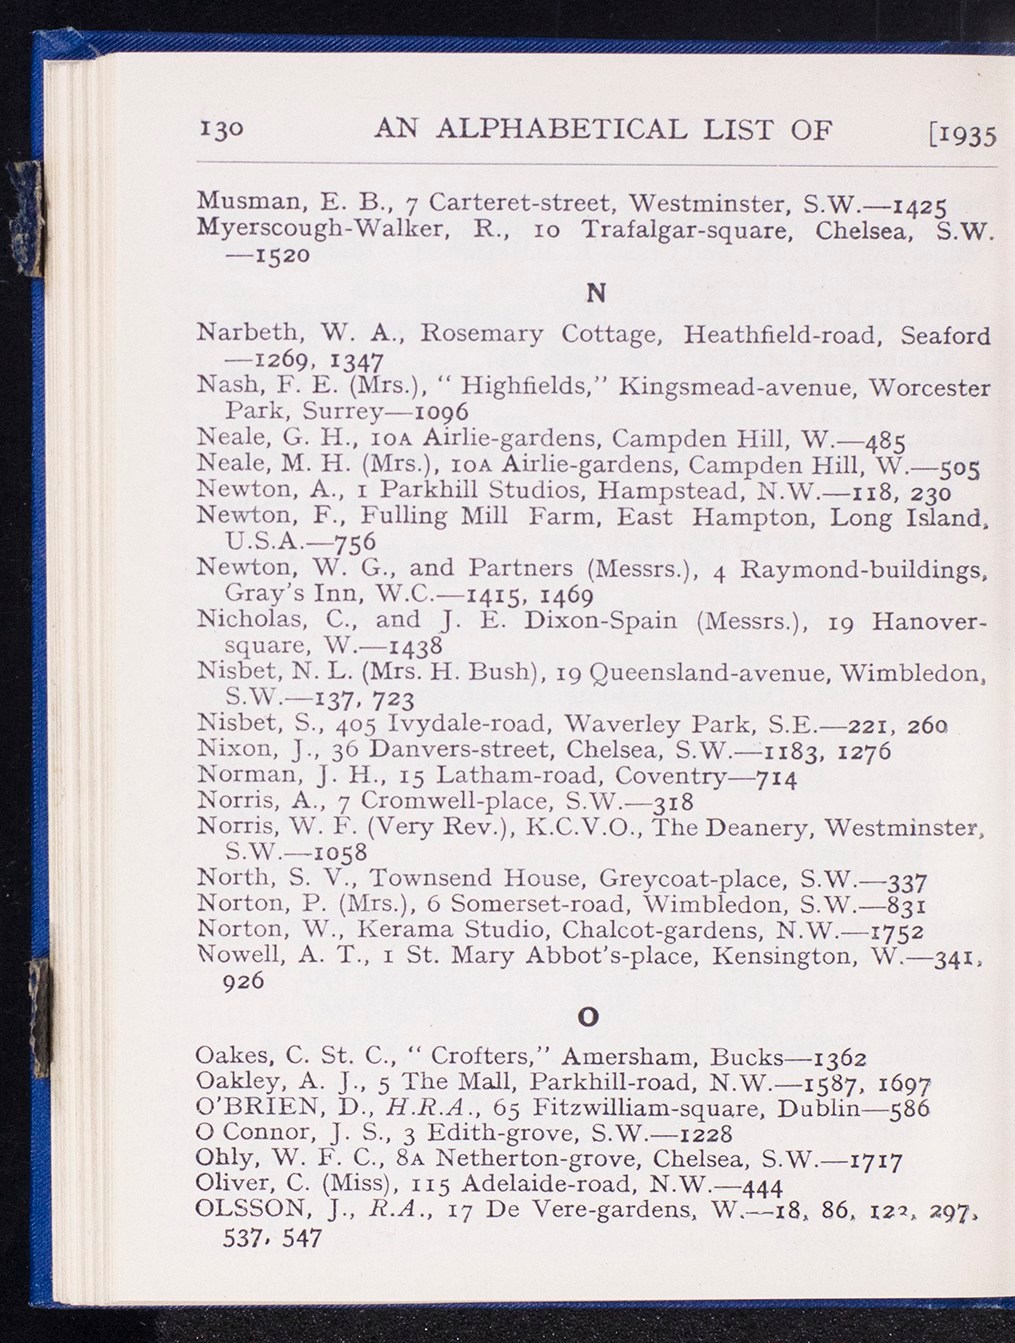 130 AN ALPHABETICAL LIST OF [1935
Musman, E. B., 7 Carteret-street, Westminster, S.W.—1425
Myerscough-Walker, R., 10 Trafalgar-square, Chelsea, S.W.
—1520
N
Narbeth, W. A., Rosemary Cottage, Heathfield-road, Seaford
—1269, 1347
Nash, F. E. (Mrs.), “ Highfields,” Kingsmead-avenue, Worcester
Park, Surrey—1096
Neale, G. H., 10A Airlie-gardens, Campden Hill, W.—485
Neale, M. H. (Mrs.), 10A Airlie-gardens, Campden Hill, W.—505
Newton, A., 1 Parkhill Studios, Hampstead, N.W.—118, 230
Newton, F., Fulling Mill Farm, East Hampton, Long Island,
U.S.A.—756
Newton, W. G., and Partners (Messrs.), 4 Raymond-buildings,
Gray’s Inn, W.C.—1415, 1469
Nicholas, C., and J. E. Dixon-Spain (Messrs.), 19 Hanover-
square, W.—1438
Nisbet, N. L. (Mrs. H. Bush), 19 Queensland-avenue, Wimbledon,
S.W.—137, 723
Nisbet, S., 405 Ivydale-road, Waverley Park, S.E.—221, 260
Nixon, J., 36 Danvers-street, Chelsea, S.W.—1183, 1276
Norman, J. H., 15 Latham-road, Coventry—714
Norris, A., 7 Cromwell-place, S.W.—318
Norris, W. F. (Very Rev.), K.C.V.O., The Deanery, Westminster,
S.W.—1058
North, S. V., Townsend House, Greycoat-place, S.W.—337
Norton, P. (Mrs.), 6 Somerset-road, Wimbledon, S.W.—831
Norton, W., Kerama Studio, Chalcot-gardens, N.W.—1752
Nowell, A. T., 1 St. Mary Abbot’s-place, Kensington, W.—341,
926
O
Oakes, C. St. C., “ Crofters,” Amersham, Bucks—1362
Oakley, A. J., 5 The Mall, Parkhill-road, N.W.—1587, 1697
O’BRIEN, D., H.R.A., 65 Fitzwilliam-square, Dublin—586
O Connor, J. S., 3 Edith-grove, S.W.—1228
Ohly, W. F. C., 8A Netherton-grove, Chelsea, S.W.—1717
Oliver, C. (Miss), 115 Adelaide-road, N.W.—444
OLSSON, J., R.A., 17 De Vere-gardens, W.—18, 86, 122, 297,
537, 547